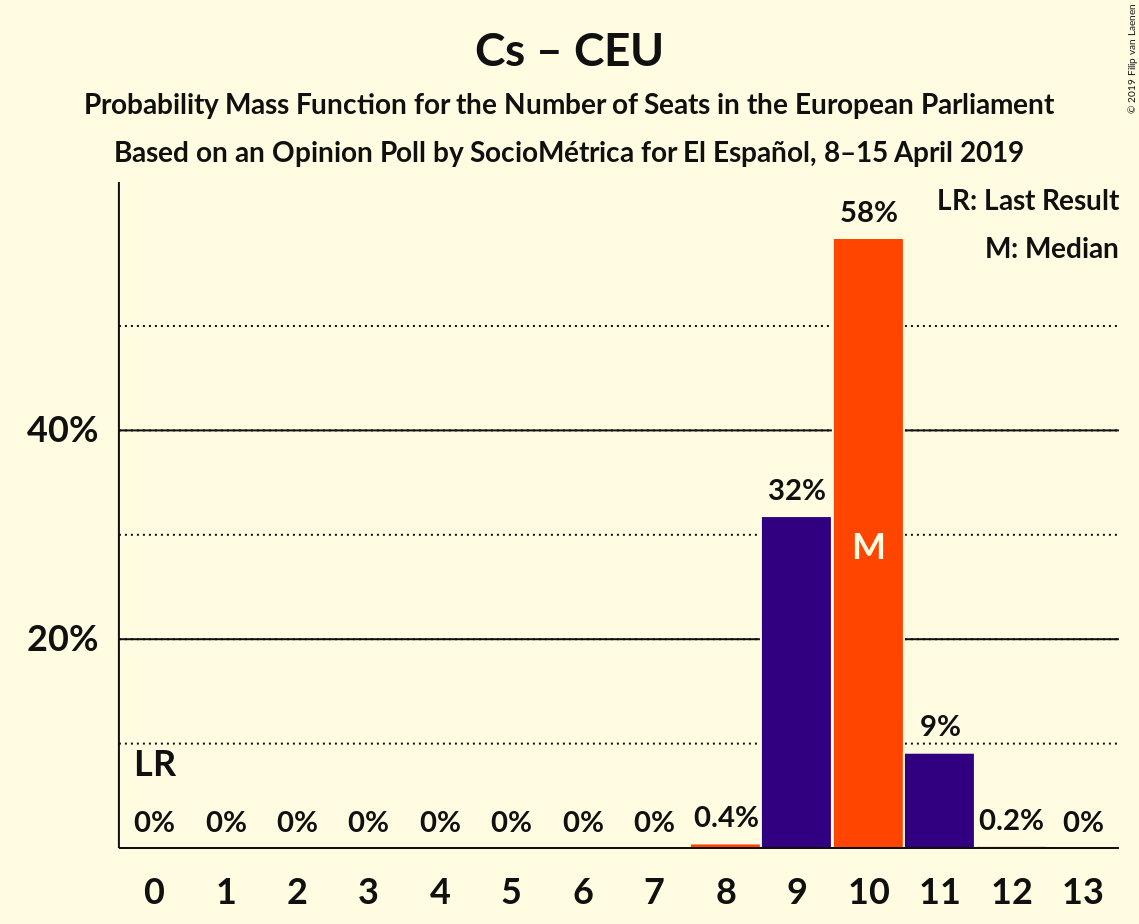 Cs – CEU
Probability Mass Function for the Number of Seats in the European Parliament
Based on an Opinion Poll by SocioMétrica for El Español, 8–15 April 2019
© 2019 Filip van Laenen
LR: Last Result
M: Median
58%
40%
32%
M
20%
9%
LR
0% 0% 0% 0% 0% 0% 0% 0% 0.4% 0.2% 0%
0 1 2 3 4 5 6 7 8 9 10 11 12 13